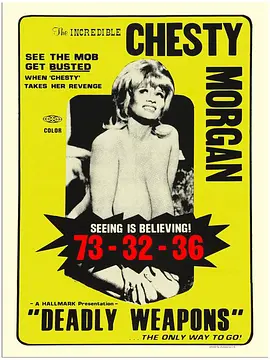 The INCREDIBLE
CHESTY
MORGAN
SEE THE MOB
GET BUSTED
WHEN 'CHESTY'
TAKES HER REVENGE
COLOR
SEEING IS BELIEVING!
73-32-36
- A HALLMARK Presentation -
"DEADLY WEAPONS"
...THE ONLY WAY TO GO!